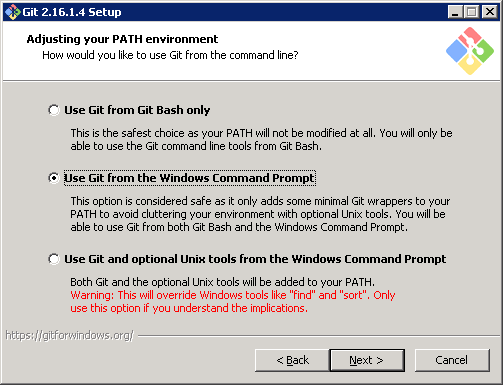 Git 2.16.1.4 Setup
Adjusting your PATH environment
How would you like to use Git from the command line?
Use Git from Git Bash only
This is the safest choice as your PATH will not be modified at all. You will only be
able to use the Git command line tools from Git Bash.
Use Git from the Windows Command Prompt
This option is considered safe as it only adds some minimal Git wrappers to your
PATH to avoid cluttering your environment with optional Unix tools. You will be
able to use Git from both Git Bash and the Windows Command Prompt.
Use Git and optional Unix tools from the Windows Command Prompt
Both Git and the optional Unix tools will be added to your PATH.
Warning: This will override Windows tools like "find" and "sort". Only
use this option if you understand the implications.
https://gitforwindows.org/
< Back
Next >
Cancel